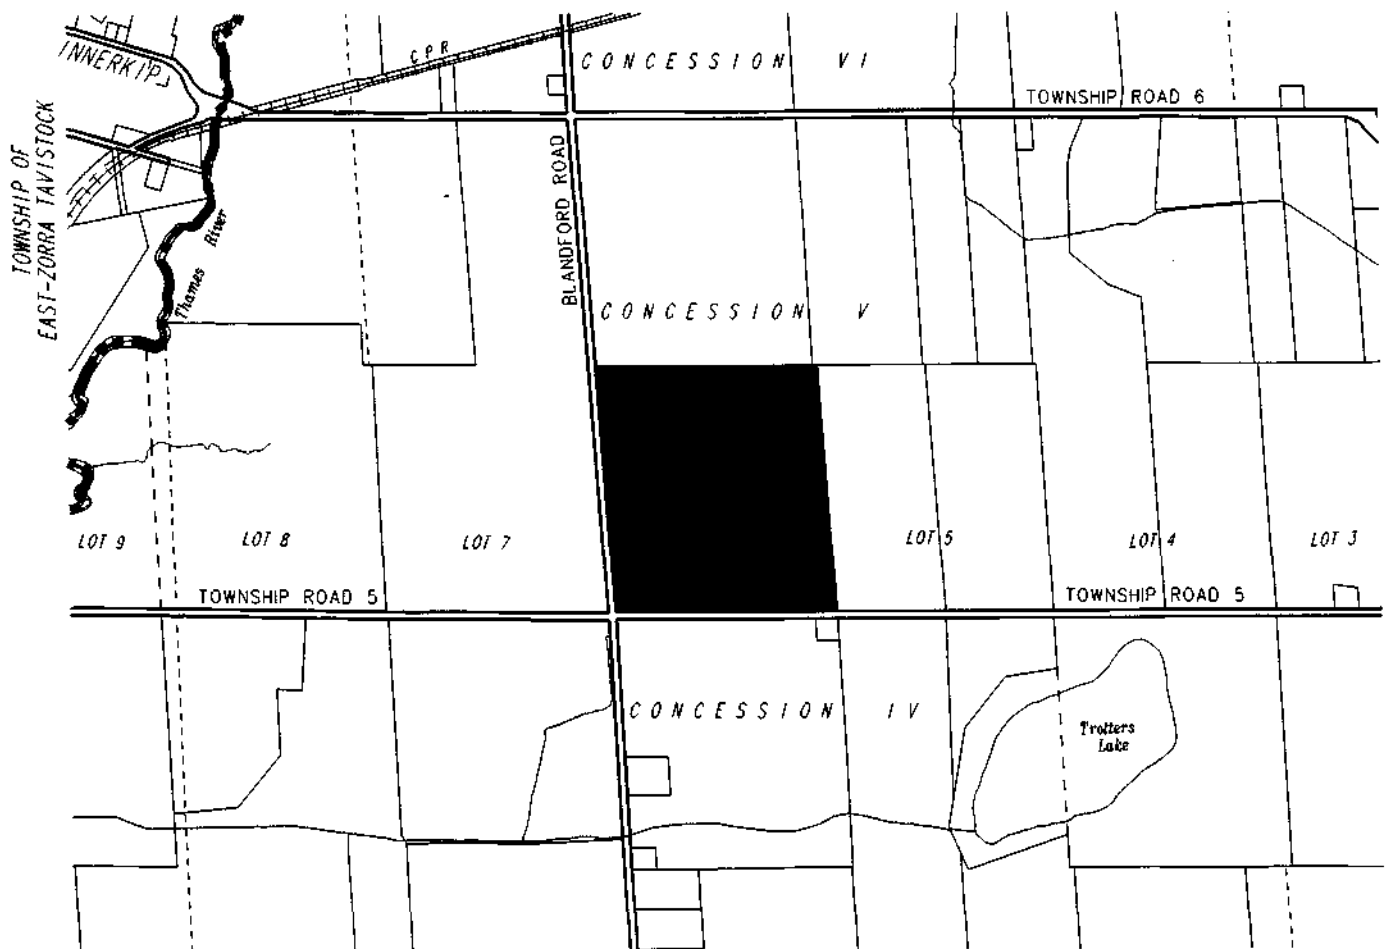 CONCESSION VI
C P R
INNERKIP
TOWNSHIP ROAD 6
TOWNSHIP OF
EAST-ZORRA TAVISTOCK
BLANDFORD ROAD
Thames River
CONCESSION V
LOT 9
LOT 8
LOT 7
LOT 5
LOT 4
LOT 3
TOWNSHIP ROAD 5
TOWNSHIP ROAD 5
CONCESSION IV
Trotters
Lake